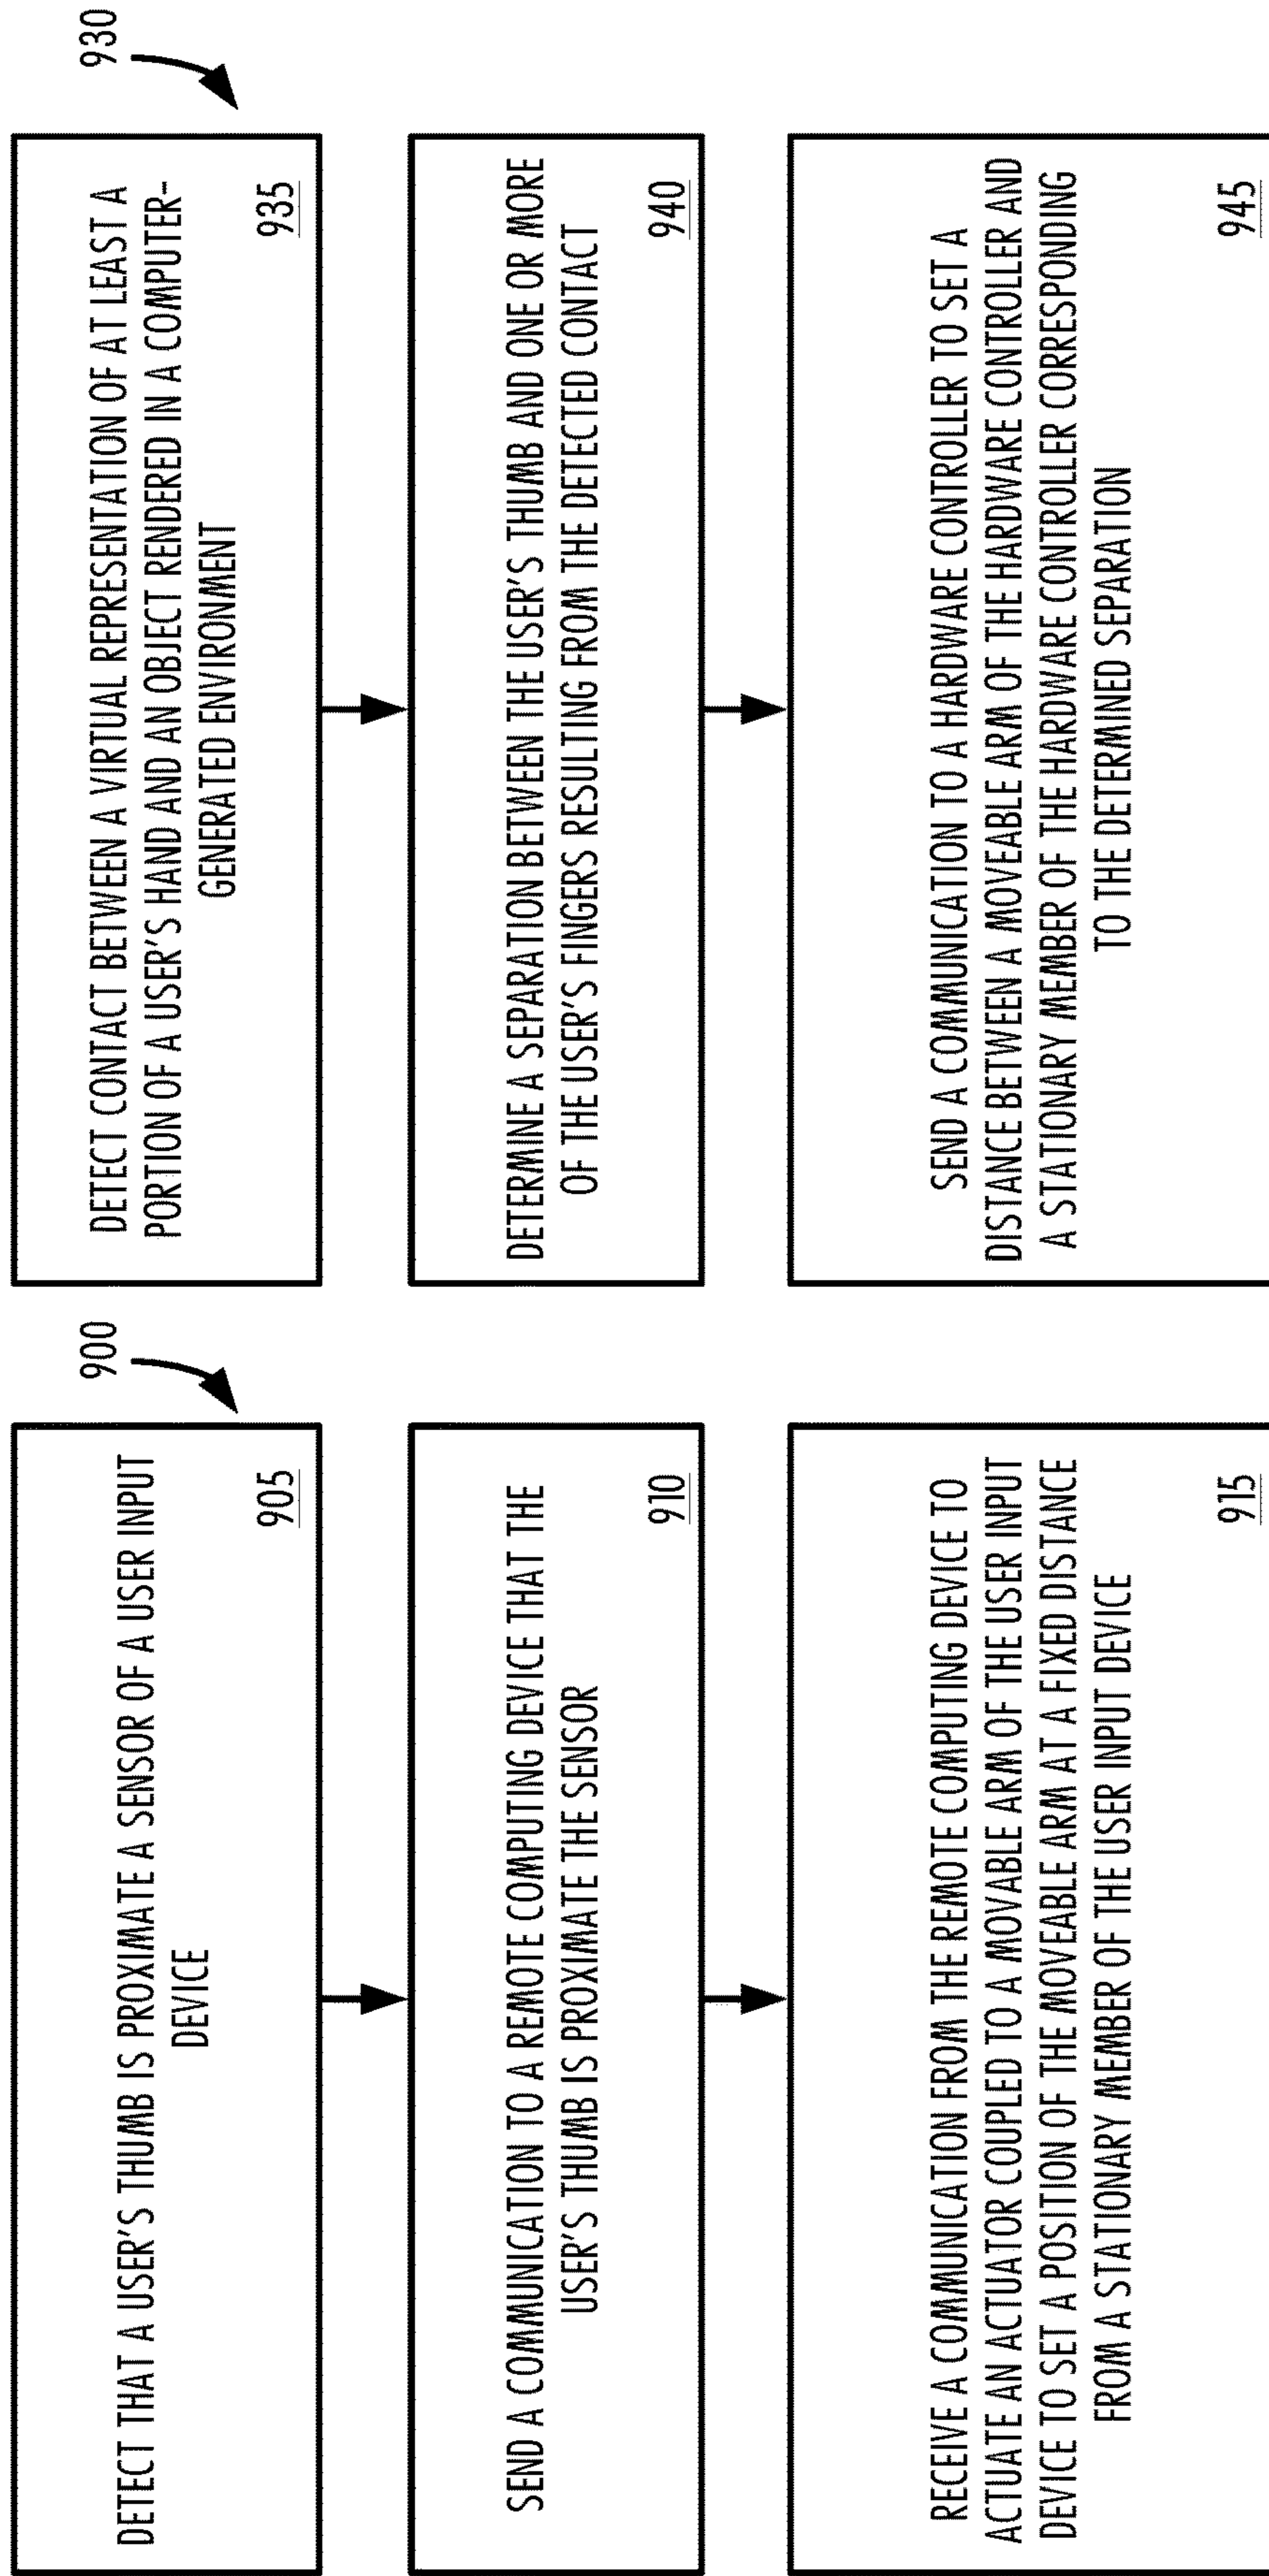 900
DETECT THAT A USER'S THUMB IS PROXIMATE A SENSOR OF A USER INPUT
DEVICE
905
SEND A COMMUNICATION TO A REMOTE COMPUTING DEVICE THAT THE
USER'S THUMB IS PROXIMATE THE SENSOR
910
RECEIVE A COMMUNICATION FROM THE REMOTE COMPUTING DEVICE TO
ACTUATE AN ACTUATOR COUPLED TO A MOVABLE ARM OF THE USER INPUT
DEVICE TO SET A POSITION OF THE MOVEABLE ARM AT A FIXED DISTANCE
FROM A STATIONARY MEMBER OF THE USER INPUT DEVICE
915
930
DETECT CONTACT BETWEEN A VIRTUAL REPRESENTATION OF AT LEAST A
PORTION OF A USER'S HAND AND AN OBJECT RENDERED IN A COMPUTER-
GENERATED ENVIRONMENT
935
DETERMINE A SEPARATION BETWEEN THE USER'S THUMB AND ONE OR MORE
OF THE USER'S FINGERS RESULTING FROM THE DETECTED CONTACT
940
SEND A COMMUNICATION TO A HARDWARE CONTROLLER TO SET A
DISTANCE BETWEEN A MOVEABLE ARM OF THE HARDWARE CONTROLLER AND
A STATIONARY MEMBER OF THE HARDWARE CONTROLLER CORRESPONDING
TO THE DETERMINED SEPARATION
945